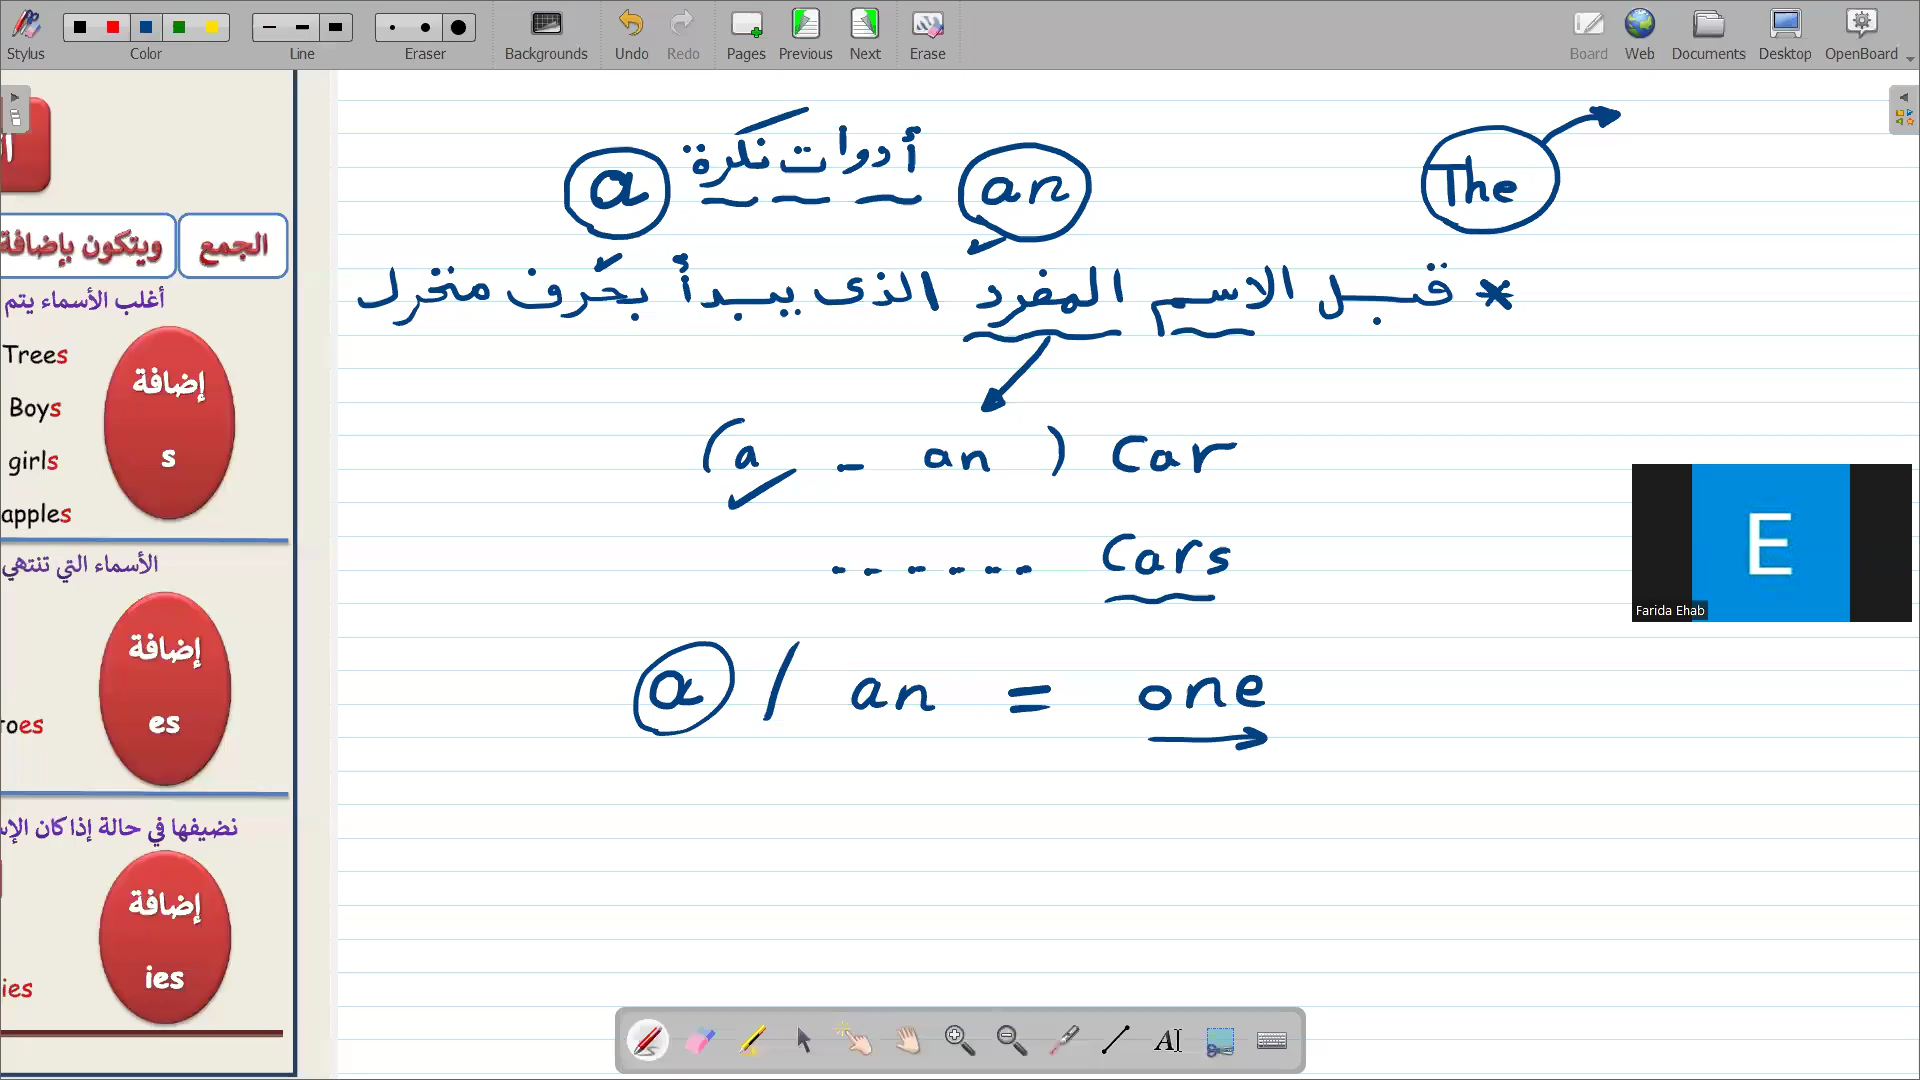 Stylus Color Line Eraser Backgrounds Undo Redo Pages Previous Next Erase Board Web Documents Desktop OpenBoard
a أدوات نكرة an The
* قبل الاسم المفرد الذى يبدأ بحرف متحرك
(a - an) Car
...... Cars
a / an = one
الجمع ويتكون بإضافة
أغلب الأسماء يتم
Trees
Boys
girls
apples
إضافة
s
الأسماء التي تنتهي
إضافة
es
oes
نضيفها في حالة إذا كان الإس
إضافة
ies
ies
E
Farida Ehab